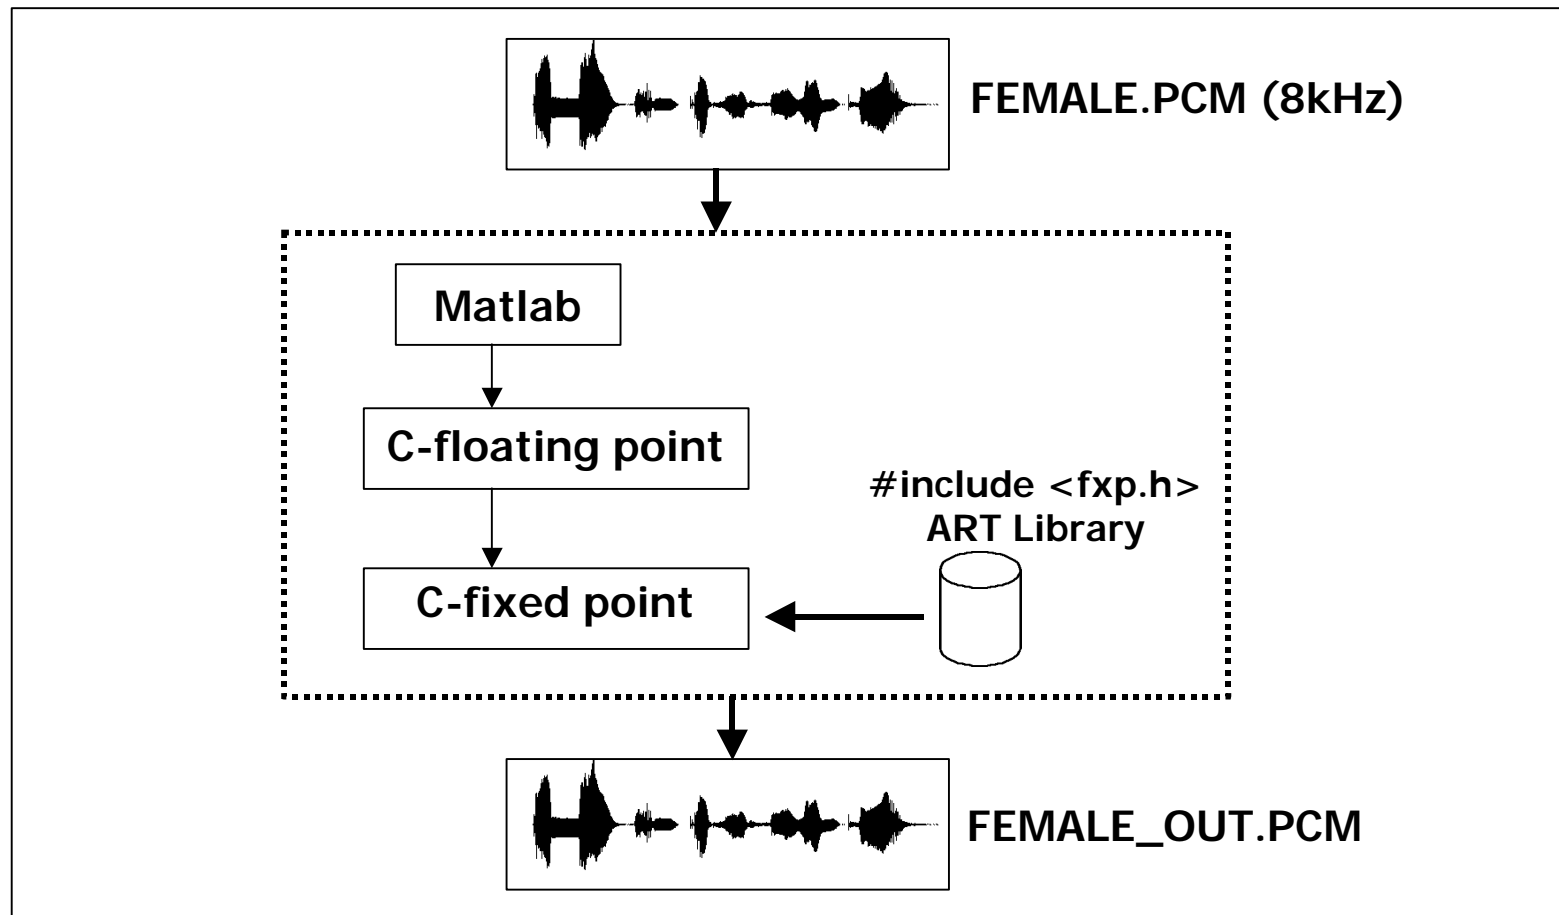 FEMALE.PCM (8kHz)
Matlab
C-floating point
#include <fxp.h>
ART Library
C-fixed point
FEMALE_OUT.PCM